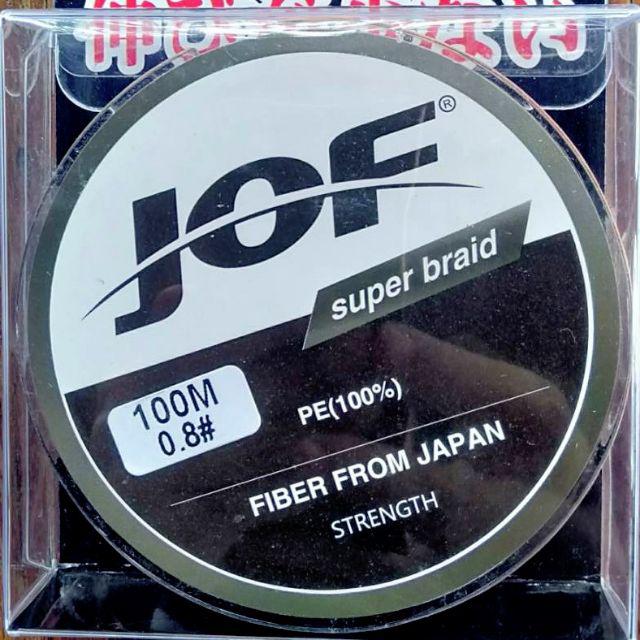 JOF®
super braid
100M
0.8#
PE(100%)
FIBER FROM JAPAN
STRENGTH